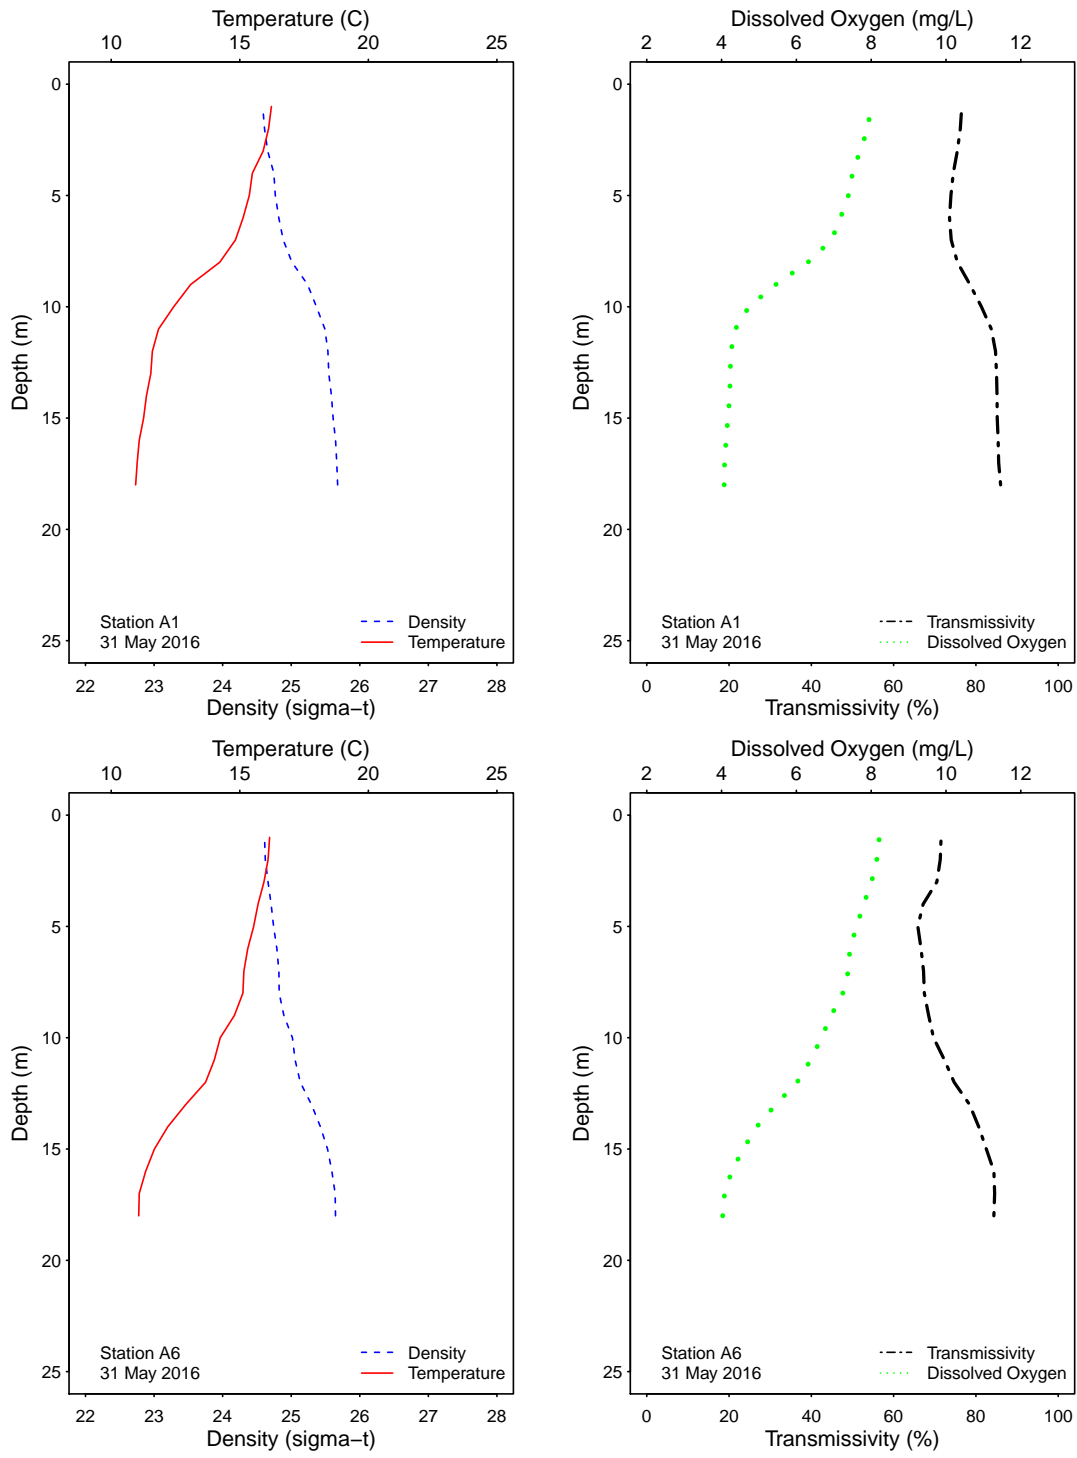 Temperature (C)
10 15 20 25
0
5
10
15
20
25
Depth (m)
Station A1
31 May 2016
Density
Temperature
22 23 24 25 26 27 28
Density (sigma−t)
Dissolved Oxygen (mg/L)
2 4 6 8 10 12
0
5
10
15
20
25
Depth (m)
Station A1
31 May 2016
Transmissivity
Dissolved Oxygen
0 20 40 60 80 100
Transmissivity (%)
Temperature (C)
10 15 20 25
0
5
10
15
20
25
Depth (m)
Station A6
31 May 2016
Density
Temperature
22 23 24 25 26 27 28
Density (sigma−t)
Dissolved Oxygen (mg/L)
2 4 6 8 10 12
0
5
10
15
20
25
Depth (m)
Station A6
31 May 2016
Transmissivity
Dissolved Oxygen
0 20 40 60 80 100
Transmissivity (%)